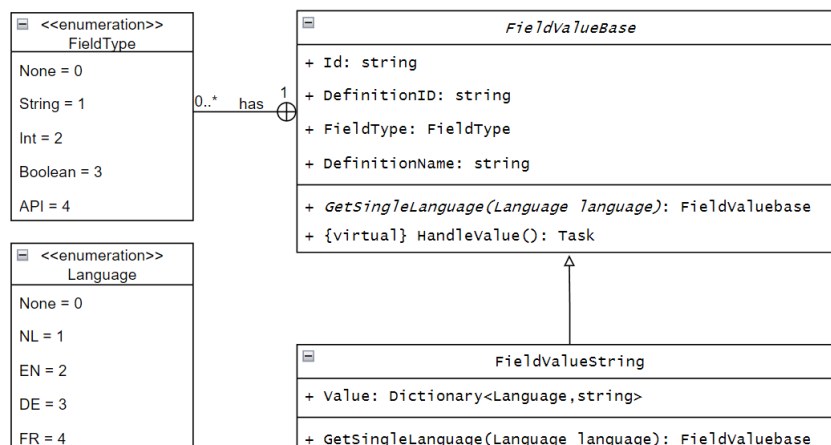 <<enumeration>>
FieldType
None = 0
String = 1
Int = 2
Boolean = 3
API = 4
0..* has 1
FieldValueBase
+ Id: string
+ DefinitionID: string
+ FieldType: FieldType
+ DefinitionName: string
+ GetSingleLanguage(Language language): FieldValuebase
+ {virtual} HandleValue(): Task
<<enumeration>>
Language
None = 0
NL = 1
EN = 2
DE = 3
FR = 4
FieldValueString
+ Value: Dictionary<Language,string>
+ GetSingleLanguage(Language language): FieldValuebase